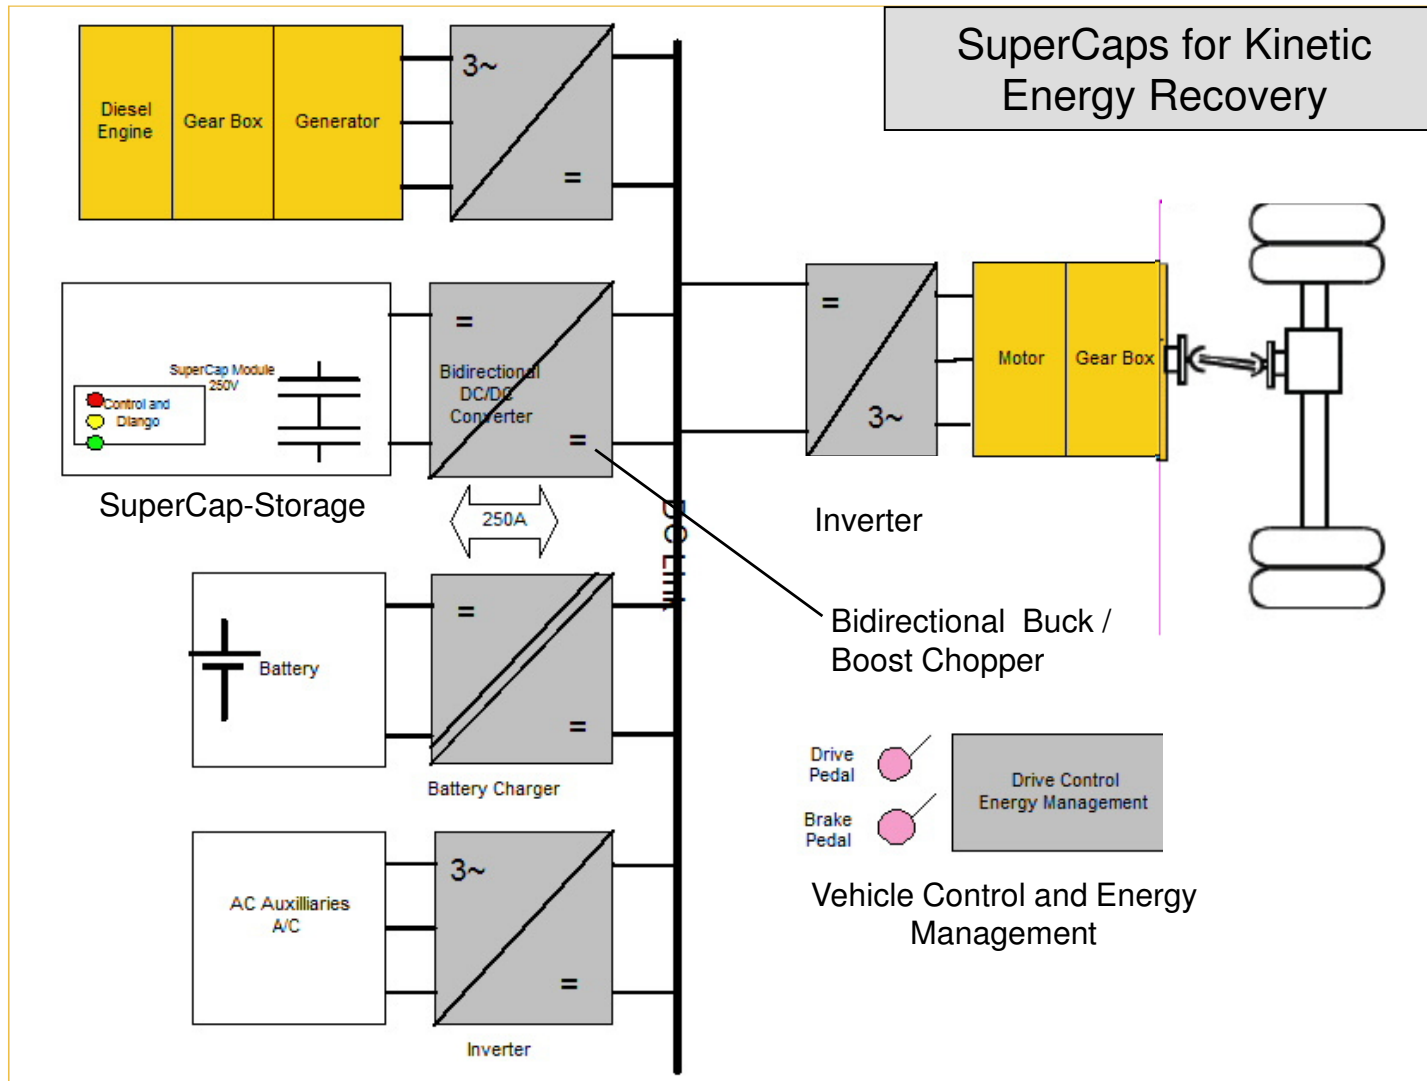 SuperCaps for Kinetic
Energy Recovery
Diesel
Engine
Gear Box
Generator
3~
=
SuperCap Module
250V
Control and
Diango
=
Bidirectional
DC/DC
Converter
=
SuperCap-Storage
250A
DC Link
=
3~
Motor
Gear Box
Inverter
Bidirectional Buck /
Boost Chopper
Battery
=
=
Battery Charger
Drive
Pedal
Brake
Pedal
Drive Control
Energy Management
Vehicle Control and Energy
Management
AC Auxilliaries
A/C
3~
=
Inverter